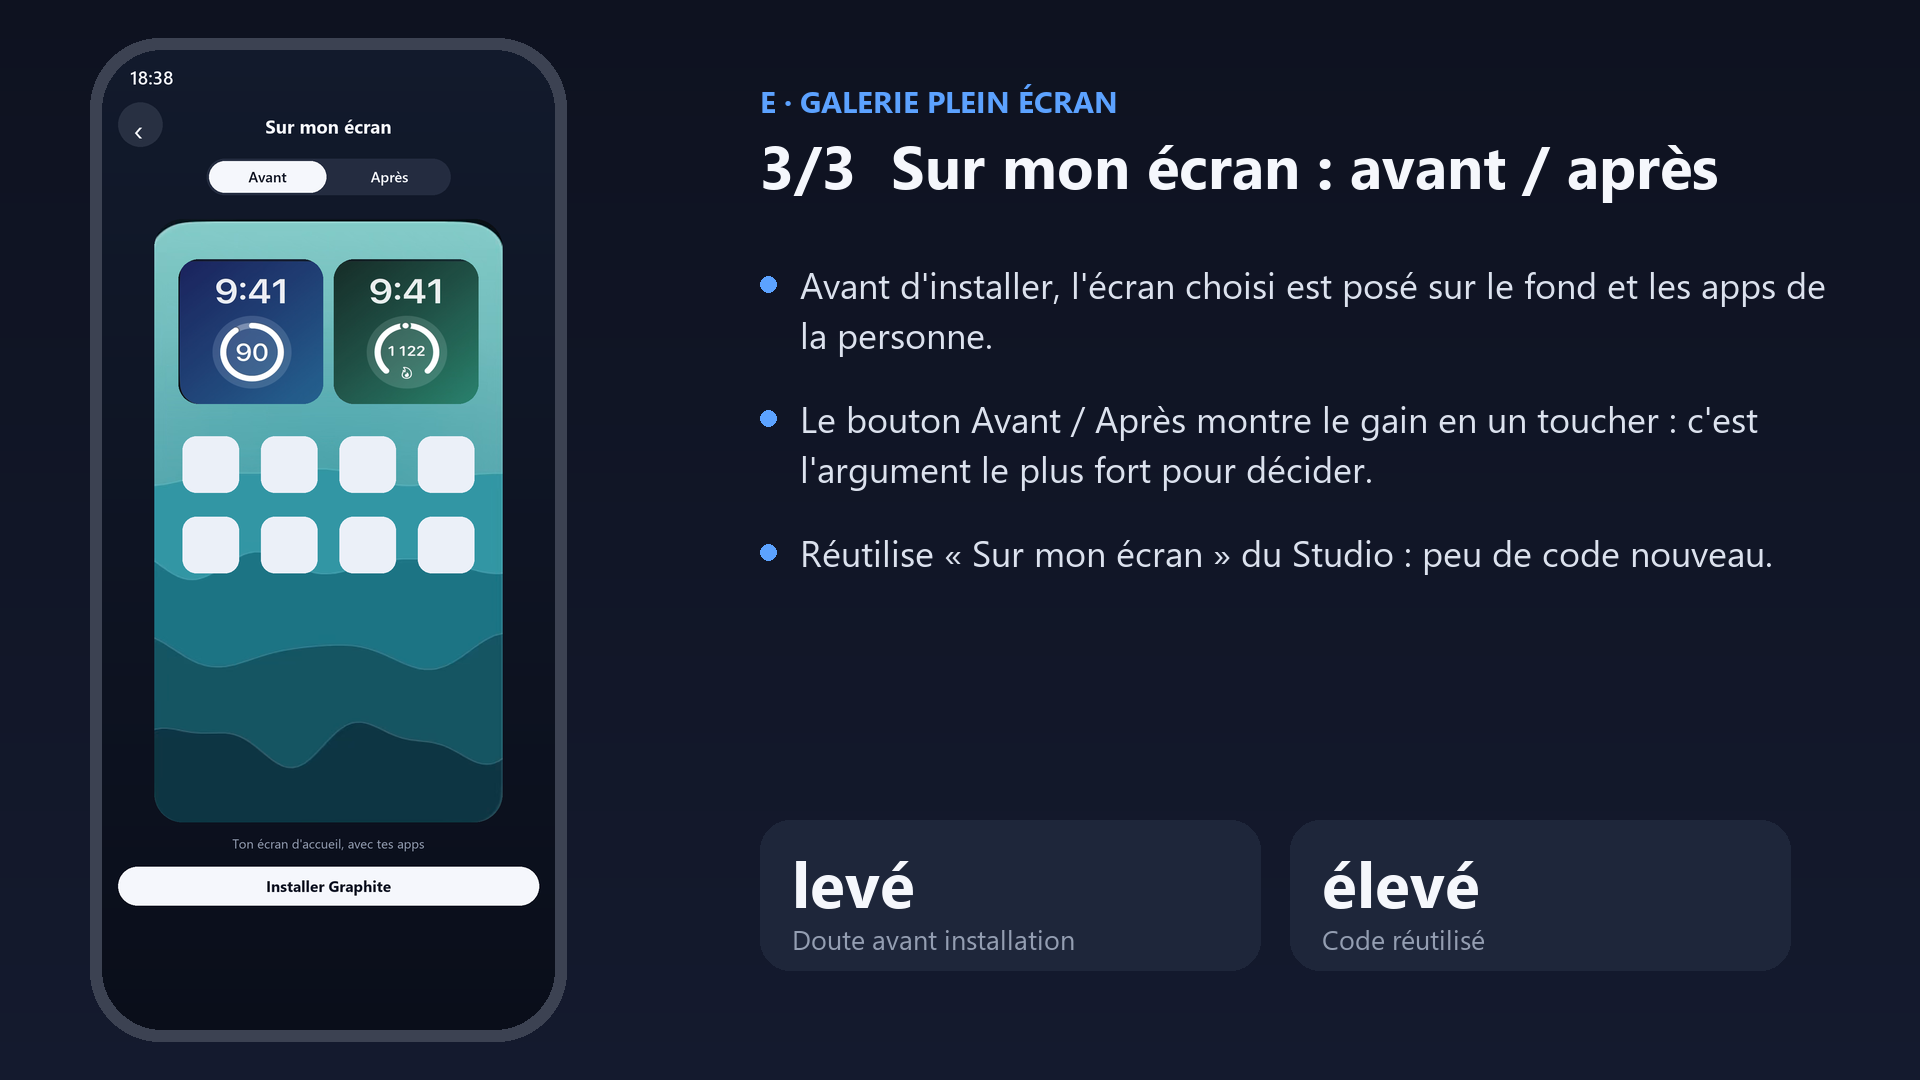 18:38
‹
Sur mon écran
Avant
Après
9:41
90
9:41
1 122
Ton écran d'accueil, avec tes apps
Installer Graphite
E · GALERIE PLEIN ÉCRAN
3/3 Sur mon écran : avant / après
Avant d'installer, l'écran choisi est posé sur le fond et les apps de
la personne.
Le bouton Avant / Après montre le gain en un toucher : c'est
l'argument le plus fort pour décider.
Réutilise « Sur mon écran » du Studio : peu de code nouveau.
levé
Doute avant installation
élevé
Code réutilisé